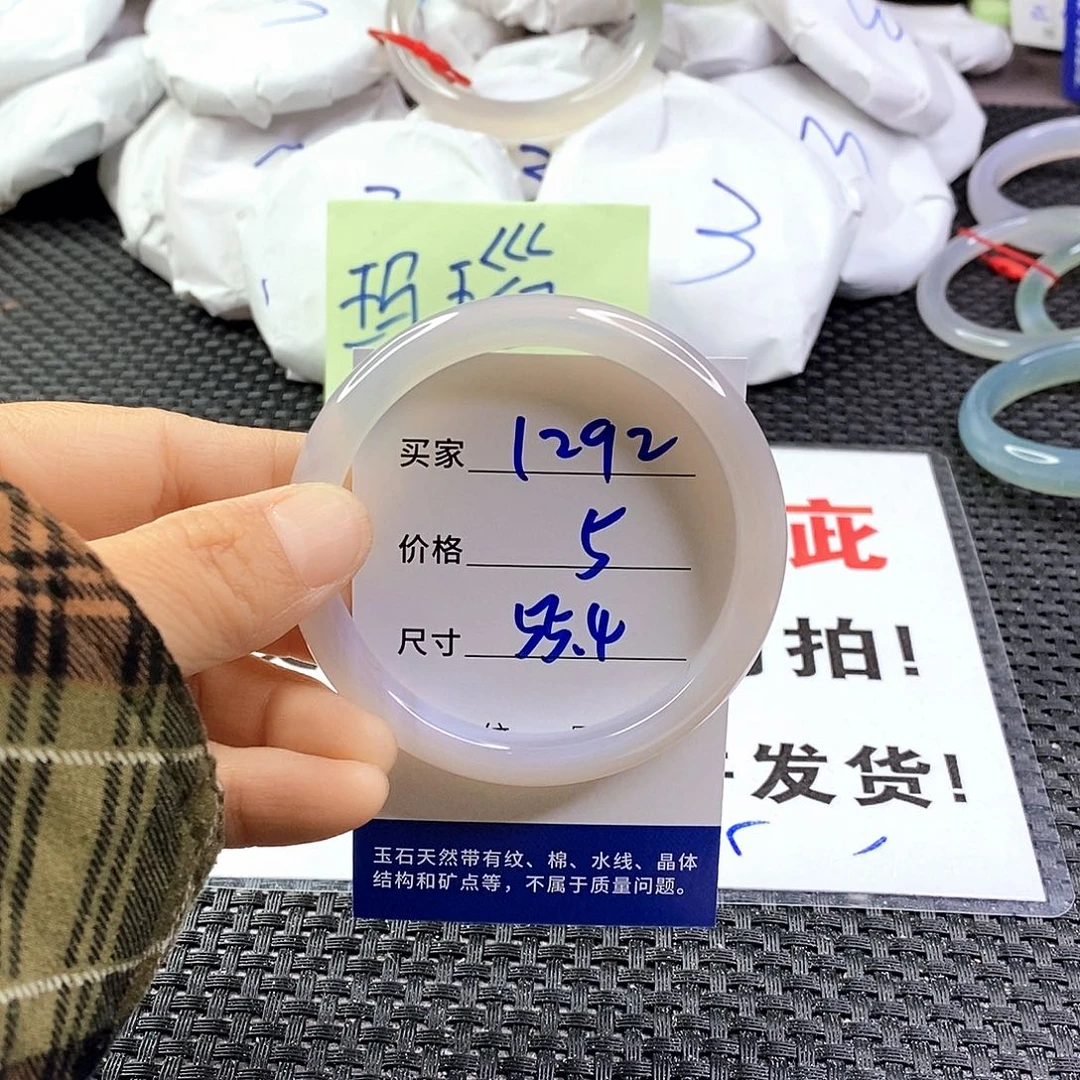 3
3
玛瑙
买家 1292
价格 5
尺寸 55.4
玉石天然带有纹、棉、水线、晶体
结构和矿点等，不属于质量问题。
拍!
发货!